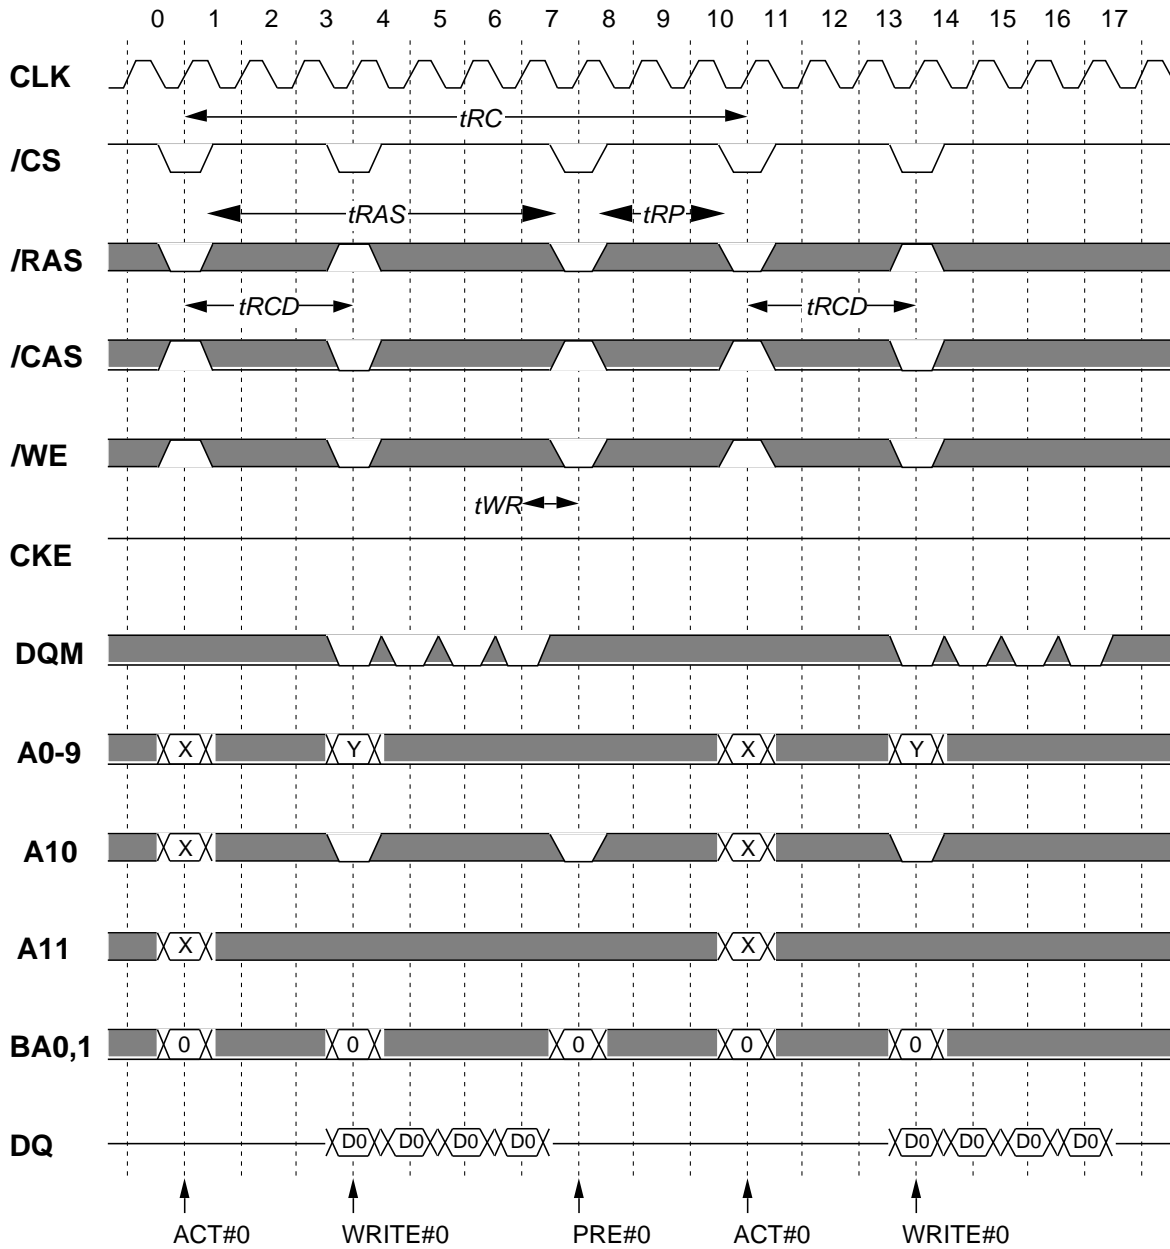 0 1 2 3 4 5 6 7 8 9 10 11 12 13 14 15 16 17
CLK
tRC
/CS
tRAS tRP
/RAS
tRCD tRCD
/CAS
/WE
tWR
CKE
DQM
A0-9 X Y X Y
A10 X X
A11 X X
BA0,1 0 0 0 0 0
DQ D0 D0 D0 D0 D0 D0 D0 D0
ACT#0 WRITE#0 PRE#0 ACT#0 WRITE#0